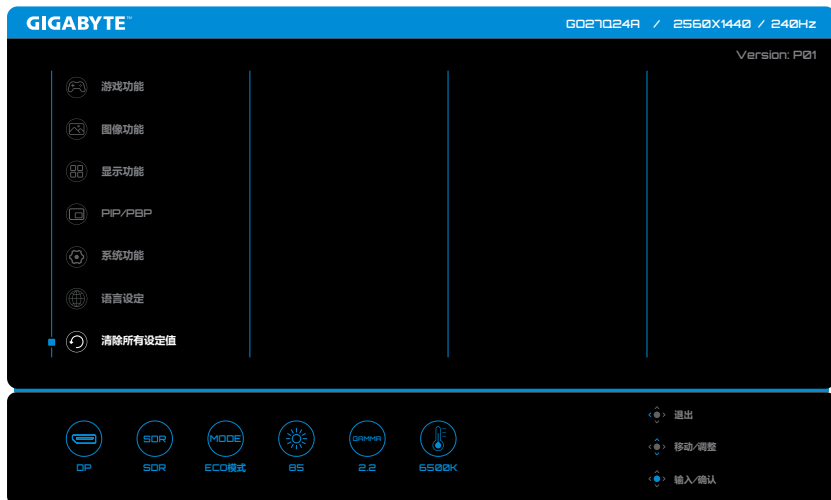 GIGABYTE™
GO27Q24A / 2560X1440 / 240Hz
Version: P01
游戏功能
图像功能
显示功能
PIP/PBP
系统功能
语言设定
清除所有设定值
SDR
MODE
GAMMA
DP
SDR
ECO模式
85
2.2
6500K
退出
移动/调整
输入/确认